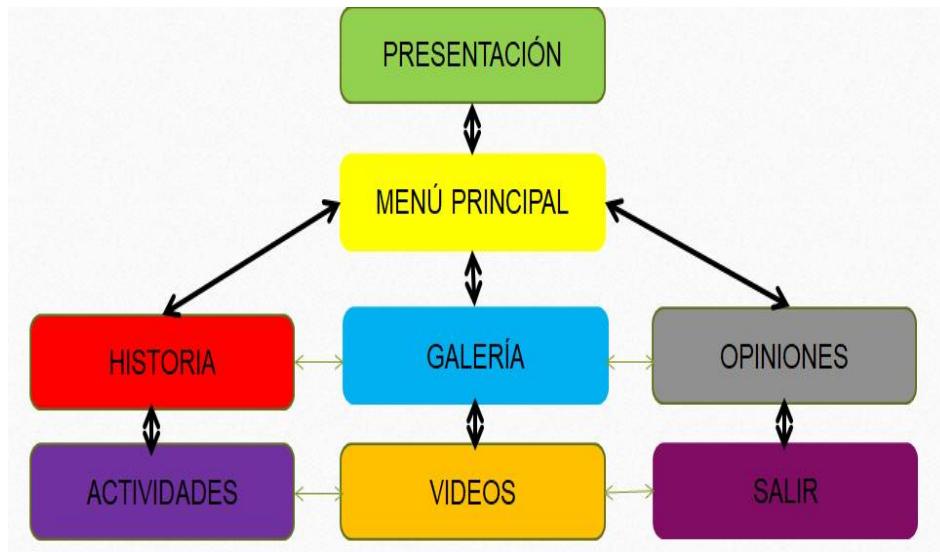 PRESENTACIÓN
MENÚ PRINCIPAL
HISTORIA
GALERÍA
OPINIONES
ACTIVIDADES
VIDEOS
SALIR